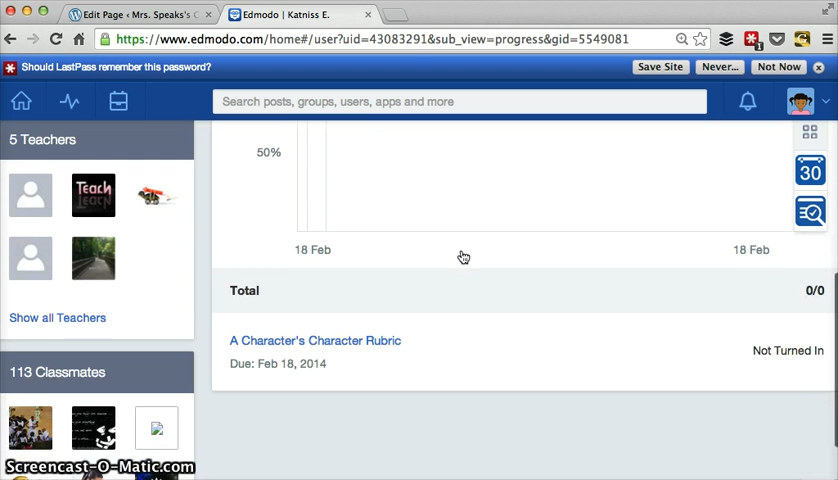 Edit Page ‹ Mrs. Speaks's C
Edmodo | Katniss E.
https://www.edmodo.com/home#/user?uid=43083291&sub_view=progress&gid=5549081
1
Should LastPass remember this password?
Save Site
Never...
Not Now
Search posts, groups, users, apps and more
5 Teachers
Teach
Learn
Show all Teachers
113 Classmates
50%
18 Feb
18 Feb
30
Total
0/0
A Character's Character Rubric
Due: Feb 18, 2014
Not Turned In
Screencast-O-Matic.com